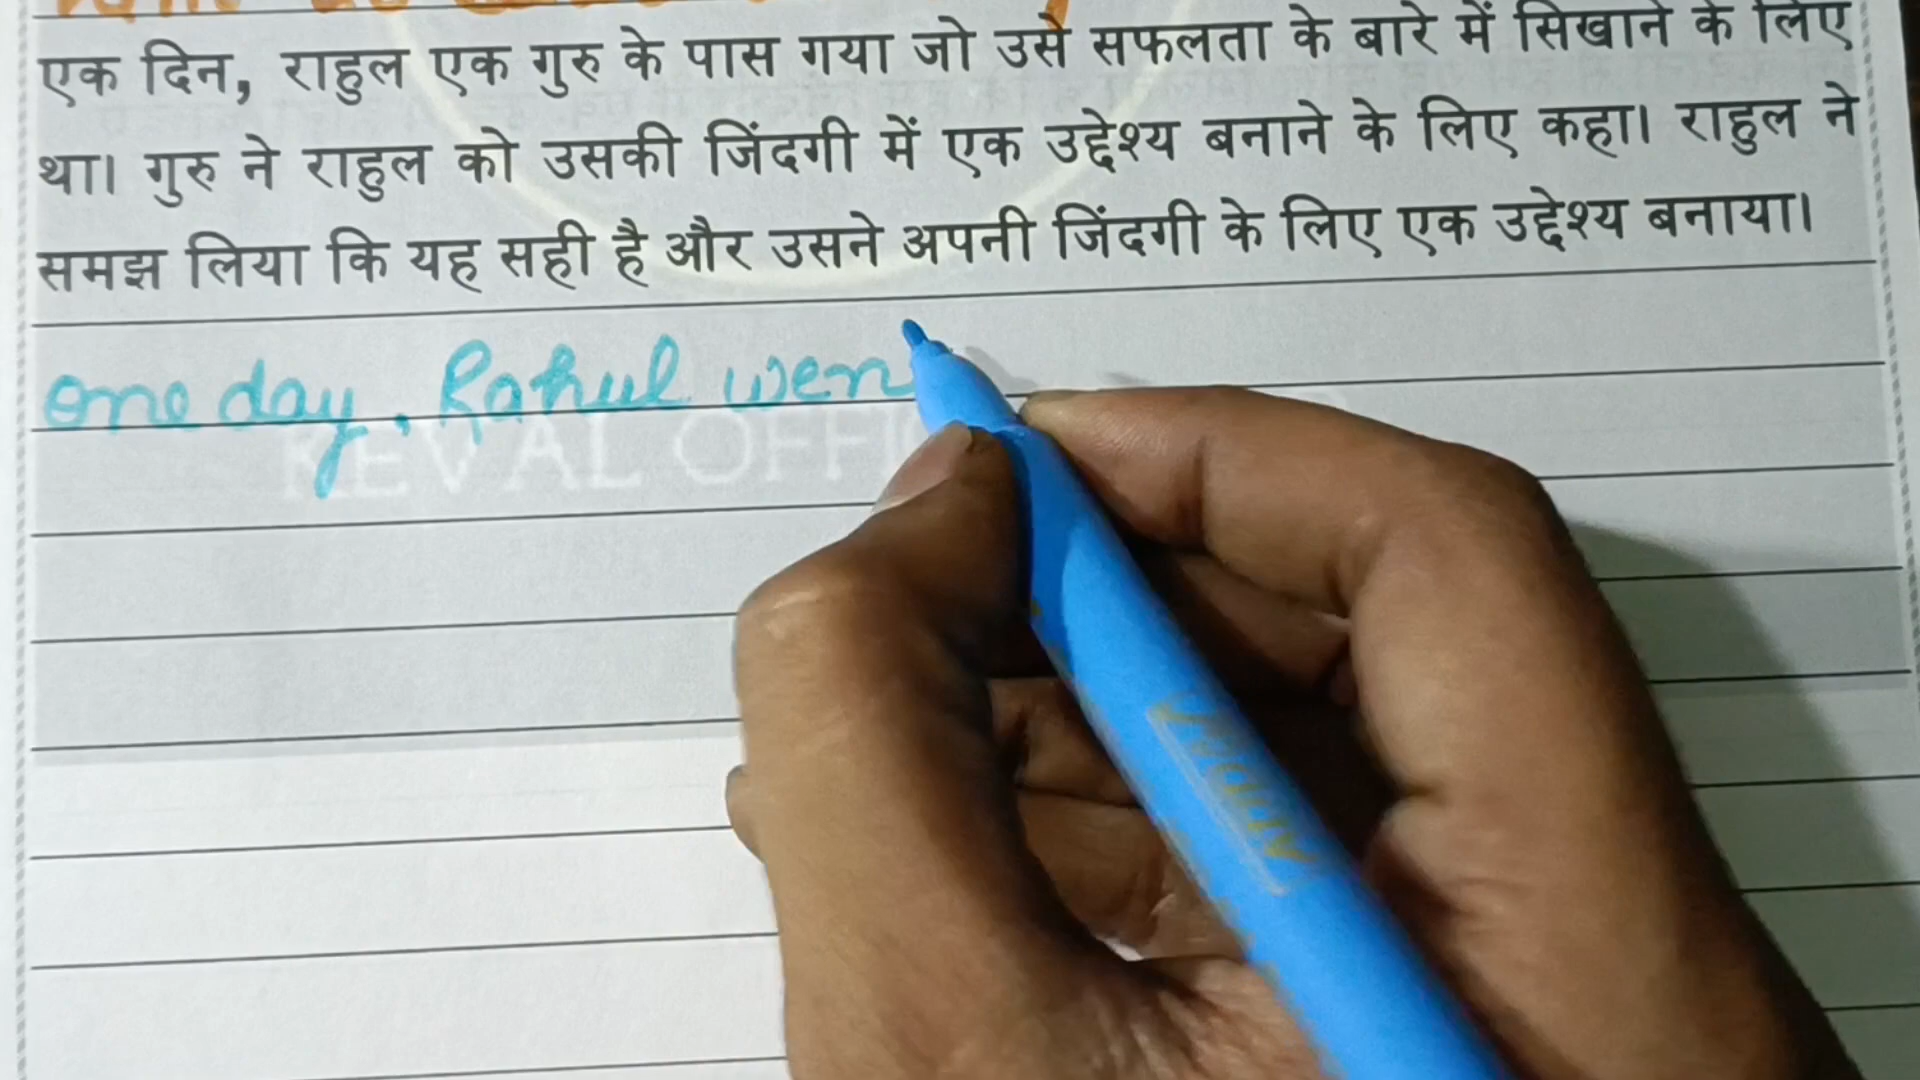 एक दिन, राहुल एक गुरु के पास गया जो उसे सफलता के बारे में सिखाने के लिए
था। गुरु ने राहुल को उसकी जिंदगी में एक उद्देश्य बनाने के लिए कहा। राहुल ने
समझ लिया कि यह सही है और उसने अपनी जिंदगी के लिए एक उद्देश्य बनाया।
one day, Rahul wen